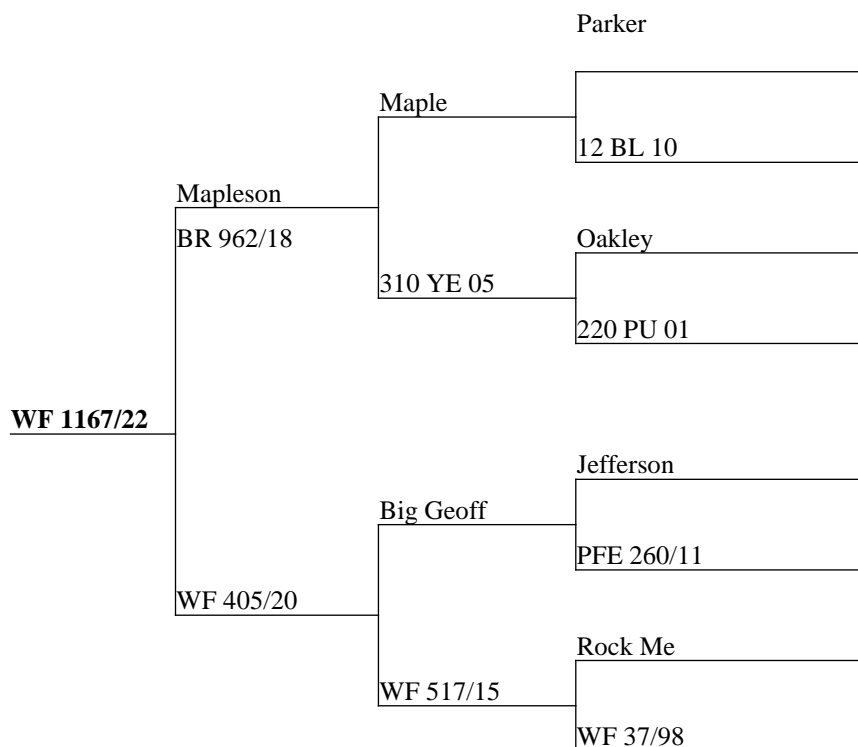 Parker
Maple
12 BL 10
Mapleson
BR 962/18
Oakley
310 YE 05
220 PU 01
WF 1167/22
Jefferson
Big Geoff
PFE 260/11
WF 405/20
Rock Me
WF 517/15
WF 37/98